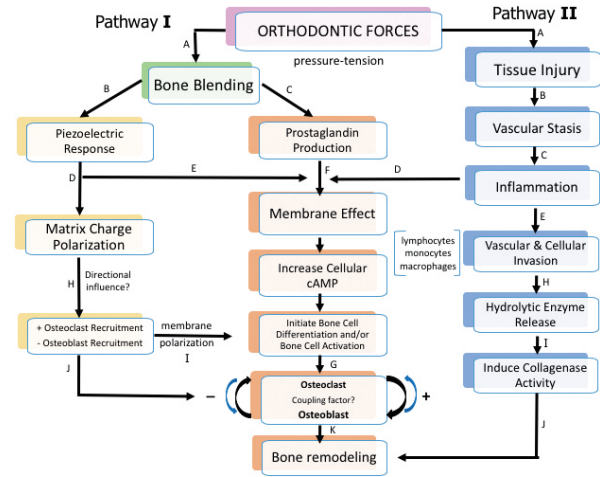 Pathway I
ORTHODONTIC FORCES
Pathway II
pressure-tension
A
A
Bone Blending
Tissue Injury
B
C
B
Piezoelectric
Response
Prostaglandin
Production
Vascular Stasis
C
D
E
F
D
Inflammation
Matrix Charge
Polarization
Membrane Effect
E
lymphocytes
monocytes
macrophages
Vascular & Cellular
Invasion
H
Directional
influence?
Increase Cellular
cAMP
H
Hydrolytic Enzyme
Release
+ Osteoclast Recruitment
- Osteoblast Recruitment
membrane
polarization
I
Initiate Bone Cell
Differentiation and/or
Bone Cell Activation
I
G
Induce Collagenase
Activity
J
–
Osteoclast
Coupling factor?
Osteoblast
+
K
J
Bone remodeling